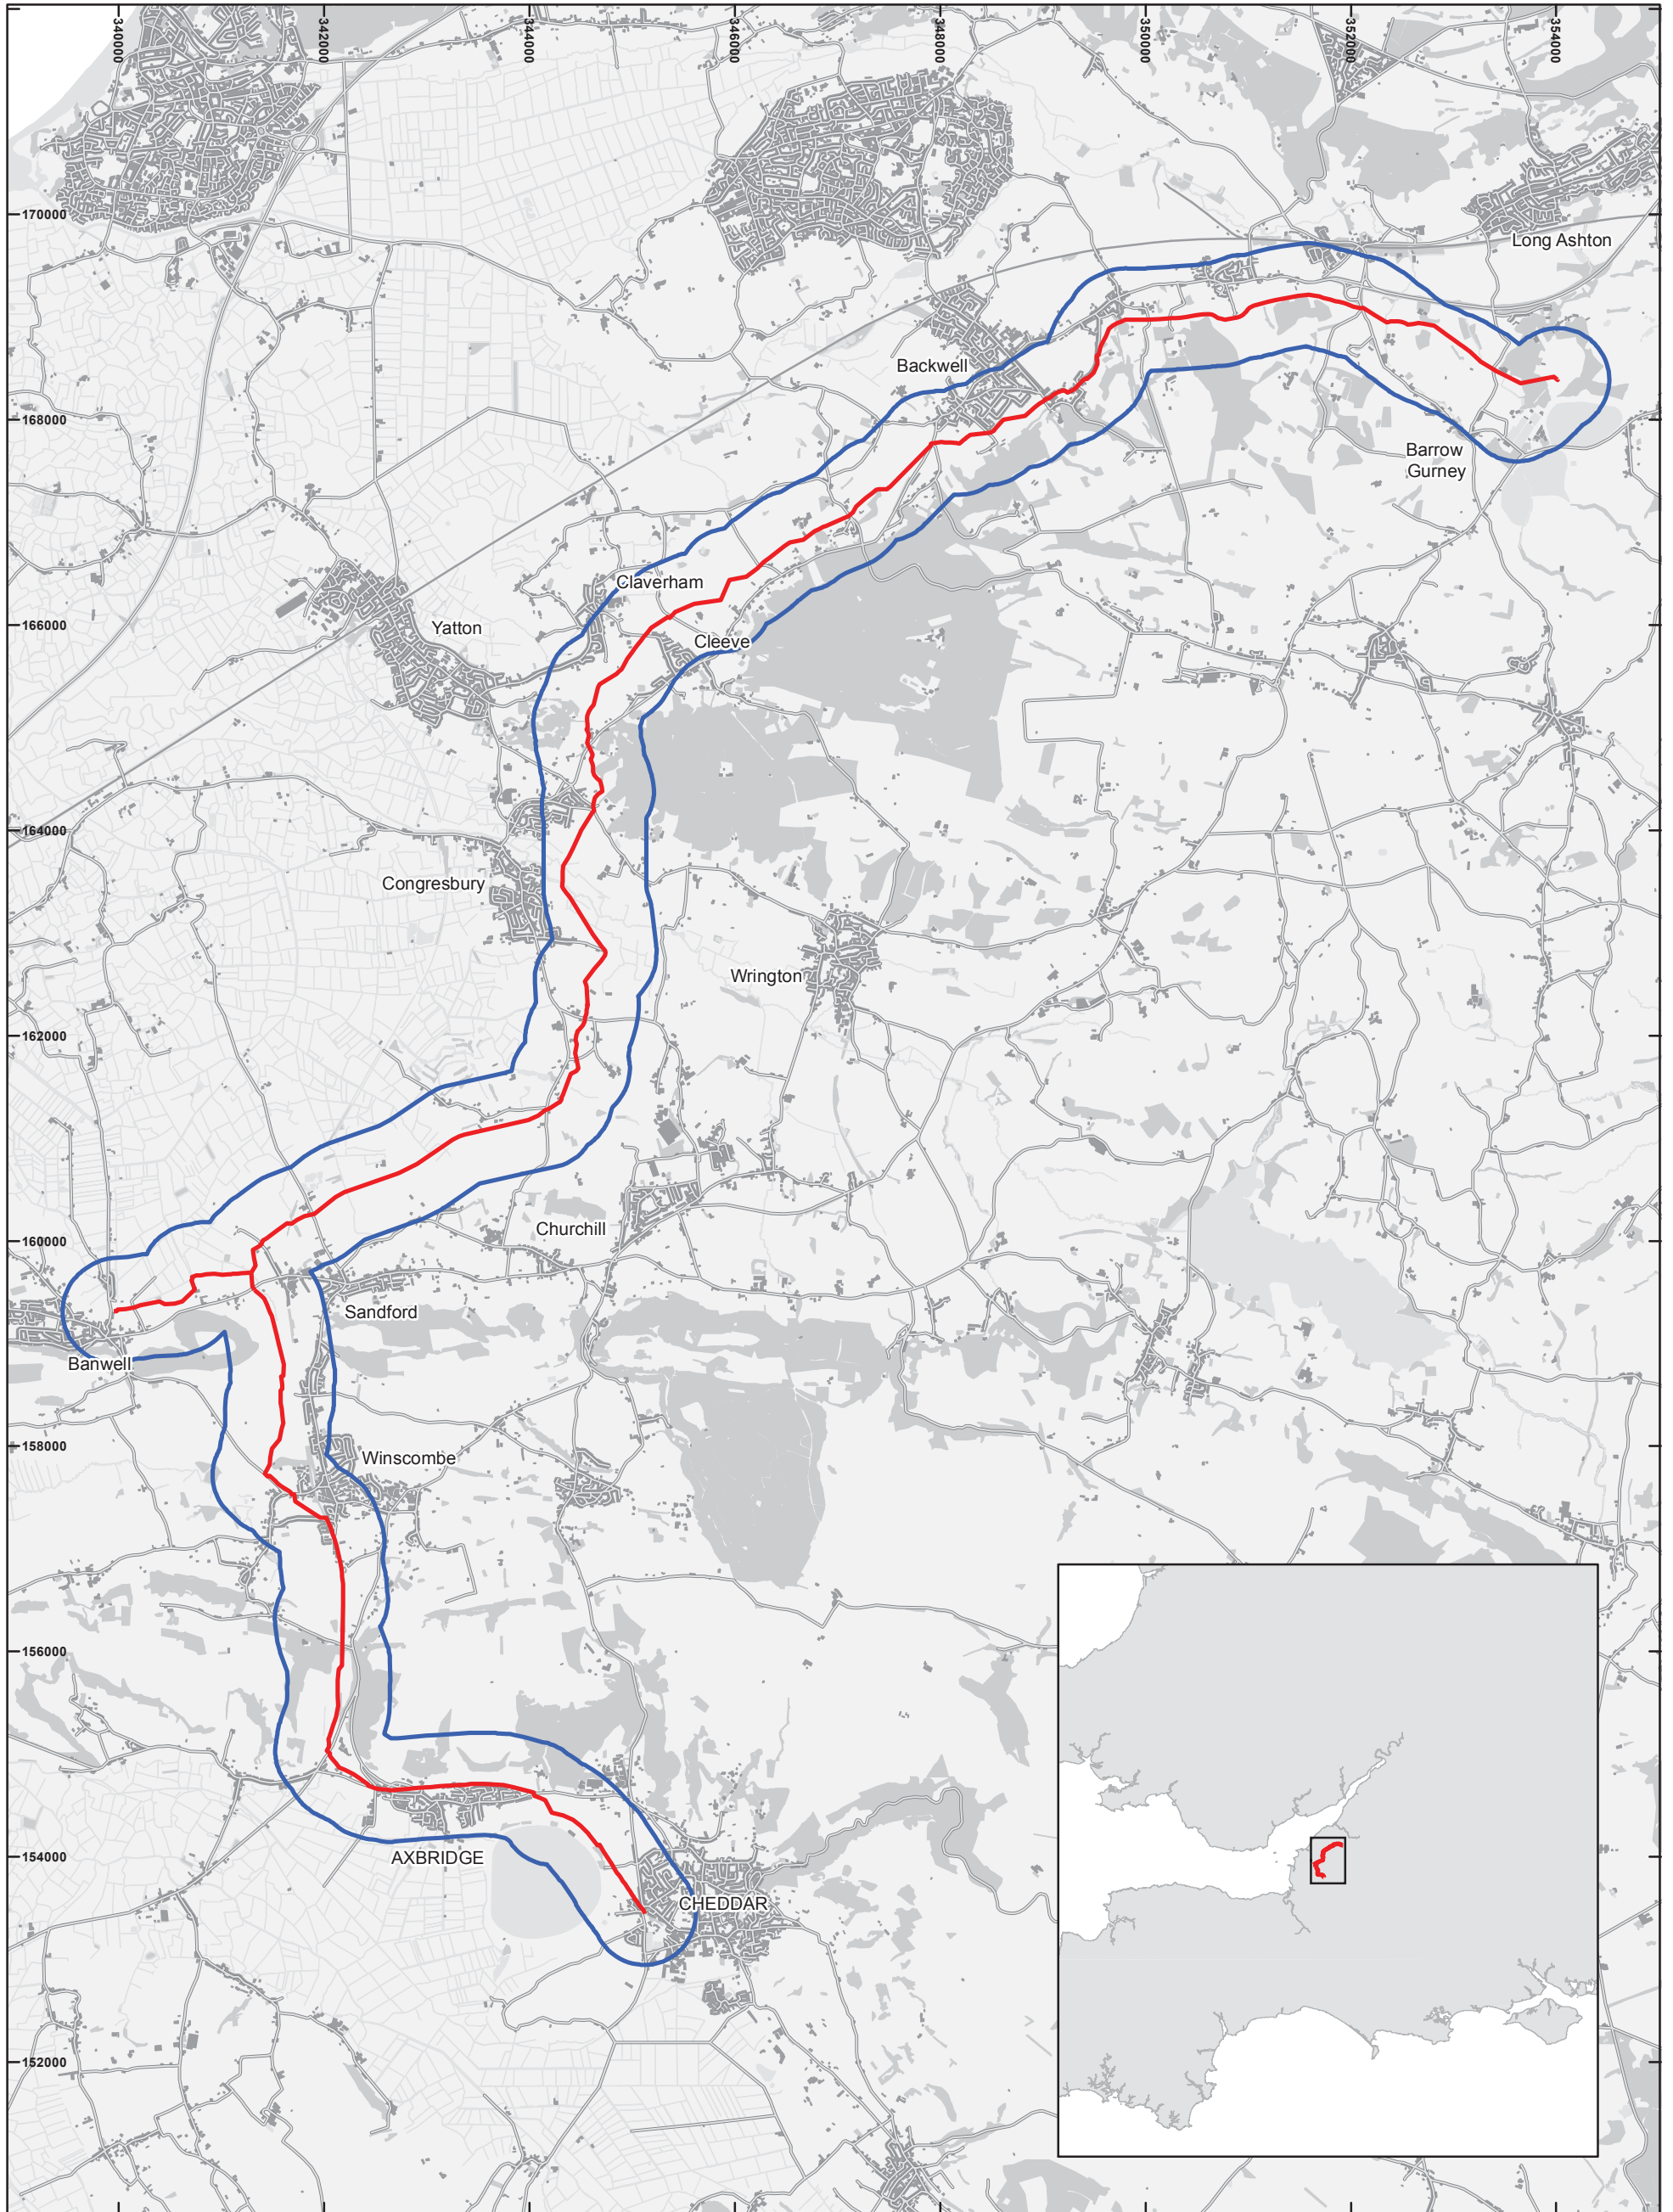 340000
342000
344000
346000
348000
350000
352000
354000
170000
Long Ashton
Backwell
168000
Barrow
Gurney
Claverham
166000
Yatton
Cleeve
164000
Congresbury
Wrington
162000
Churchill
160000
Sandford
Banwell
158000
Winscombe
156000
154000
AXBRIDGE
CHEDDAR
152000